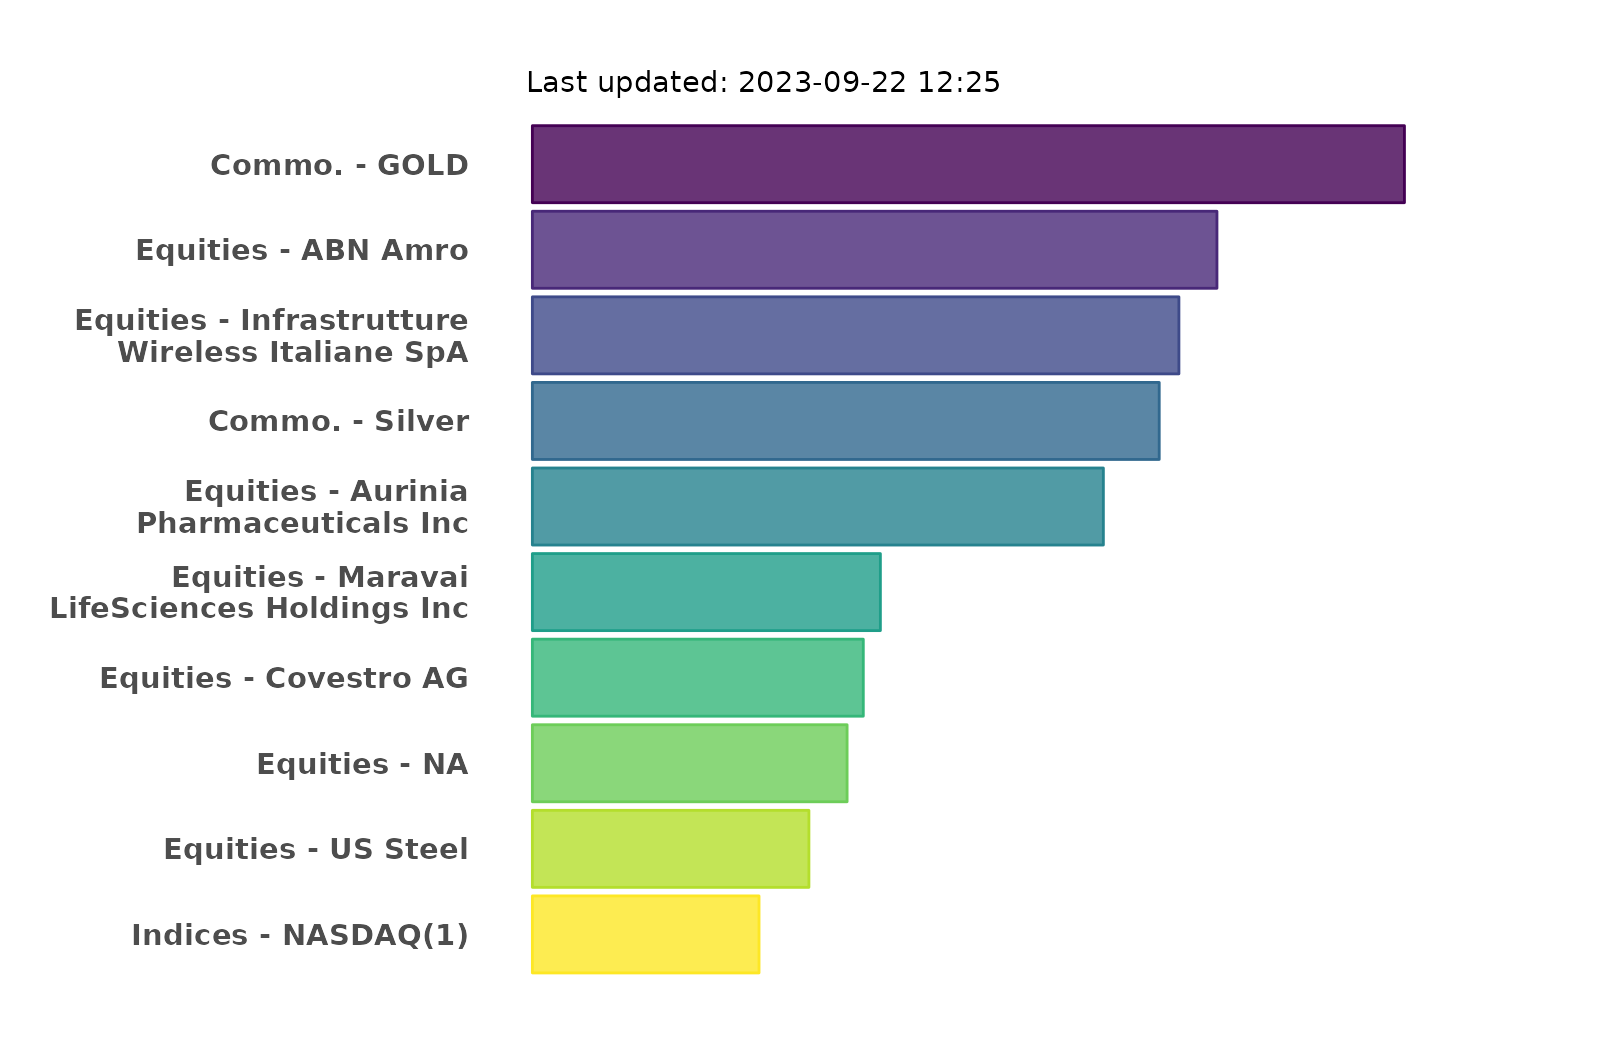 Last updated: 2023-09-22 12:25
Commo. - GOLD
Equities - ABN Amro
Equities - Infrastrutture
Wireless Italiane SpA
Commo. - Silver
Equities - Aurinia
Pharmaceuticals Inc
Equities - Maravai
LifeSciences Holdings Inc
Equities - Covestro AG
Equities - NA
Equities - US Steel
Indices - NASDAQ(1)